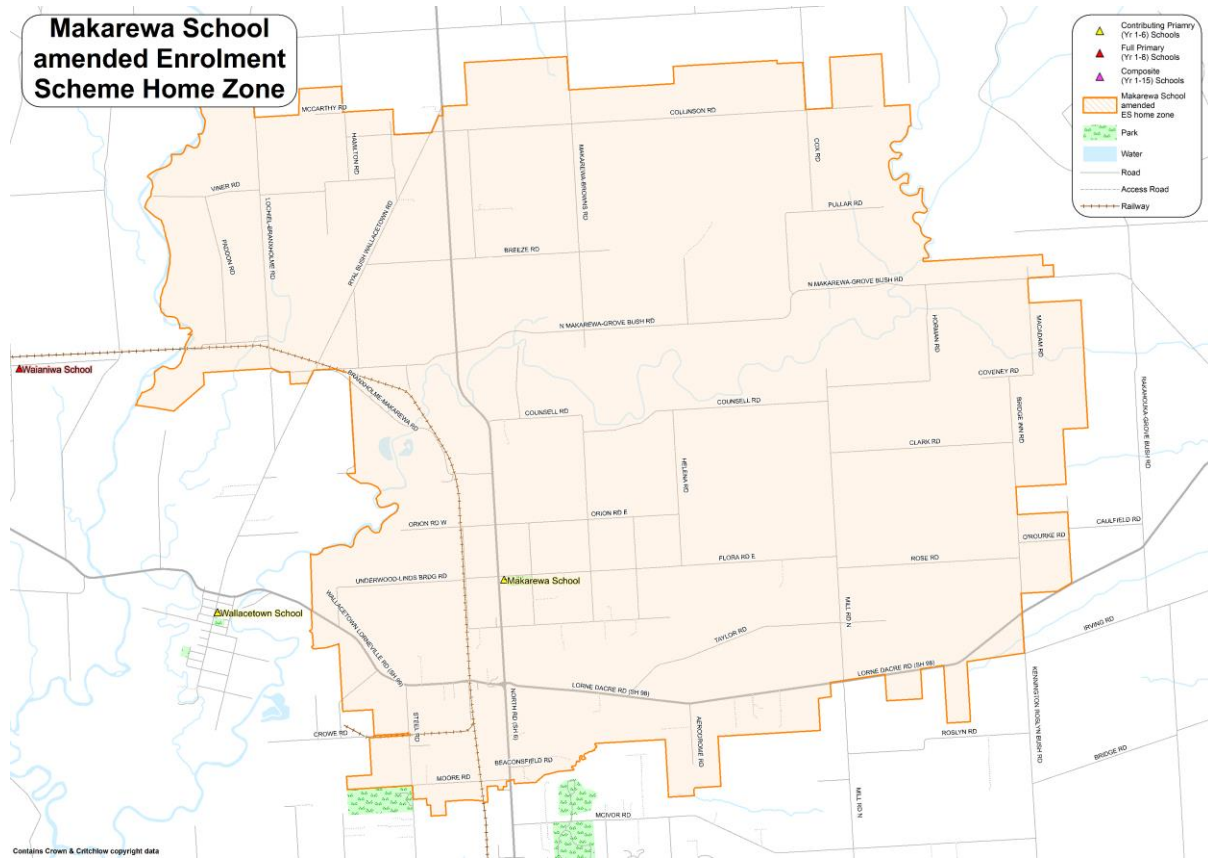 Makarewa School
amended Enrolment
Scheme Home Zone
Contributing Priamry
(Yr 1-6) Schools
Full Primary
(Yr 1-8) Schools
Composite
(Yr 1-15) Schools
Makarewa School
amended
ES home zone
Park
Water
Road
Access Road
Railway
MCCARTHY RD
COLLINSON RD
HAMILTON RD
MAKAREWA-BROWNS RD
COX RD
VINER RD
LOCHIEL-BRANXHOLME RD
PADDON RD
RYAL BUSH WALLACETOWN RD
PULLAR RD
BREEZE RD
N MAKAREWA-GROVE BUSH RD
N MAKAREWA-GROVE BUSH RD
HORMAN RD
MACADAM RD
Waianiwa School
BRANXHOLME-MAKAREWA RD
COVENEY RD
COUNSELL RD
COUNSELL RD
BRIDGE INN RD
CLARK RD
HELENA RD
ORION RD W
ORION RD E
CAULFIELD RD
O'ROURKE RD
FLORA RD E
ROSE RD
UNDERWOOD-LINDS BRDG RD
Makarewa School
Wallacetown School
WALLACETOWN LORNEVILLE RD (SH 99)
MILL RD N
TAYLOR RD
IRVING RD
LORNE DACRE RD (SH 98)
LORNE DACRE RD (SH 98)
NORTH RD (SH 6)
STEEL RD
AERODROME RD
KENNINGTON ROSLYN BUSH RD
CROWE RD
ROSLYN RD
BRIDGE RD
BEACONSFIELD RD
MOORE RD
MILL RD N
MCIVOR RD
Contains Crown & Critchlow copyright data